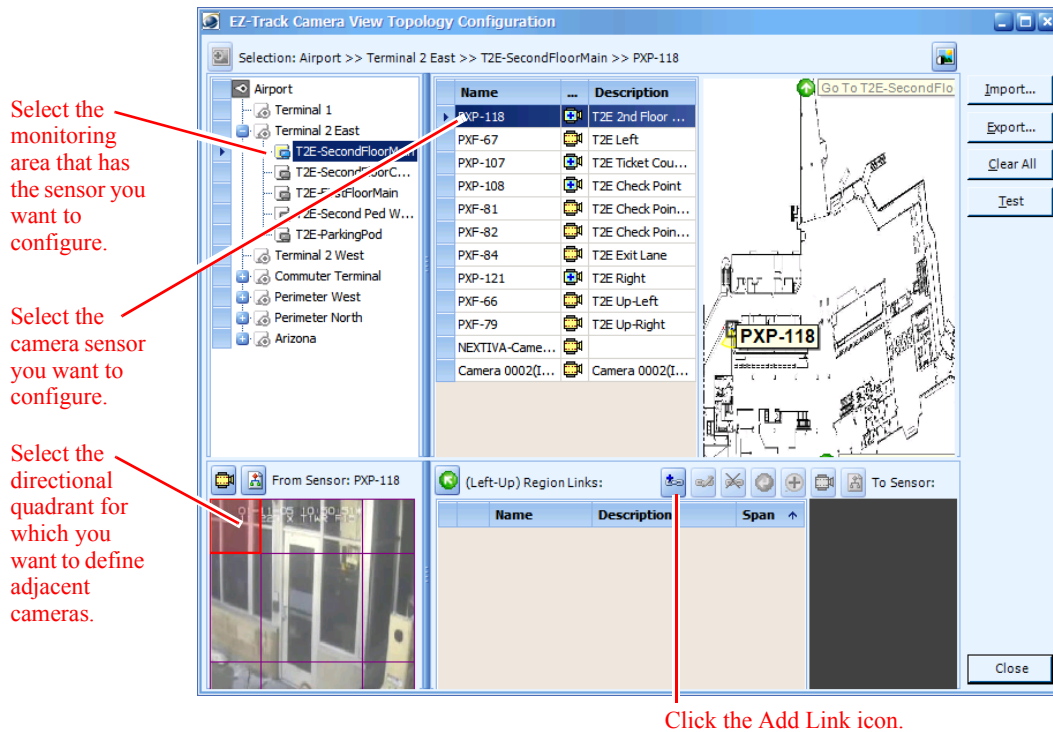 EZ-Track Camera View Topology Configuration
Selection: Airport >> Terminal 2 East >> T2E-SecondFloorMain >> PXP-118
Select the
monitoring
area that has
the sensor you
want to
configure.
Select the
camera sensor
you want to
configure.
Select the
directional
quadrant for
which you
want to define
adjacent
cameras.
Airport
Terminal 1
Terminal 2 East
T2E-SecondFloorMain
T2E-SecondFloorC...
T2E-FirstFloorMain
T2E-Second Ped W...
T2E-ParkingPod
Terminal 2 West
Commuter Terminal
Perimeter West
Perimeter North
Arizona
Name ... Description
PXP-118 T2E 2nd Floor ...
PXF-67 T2E Left
PXP-107 T2E Ticket Cou...
PXP-108 T2E Check Point
PXF-81 T2E Check Poin...
PXF-82 T2E Check Poin...
PXF-84 T2E Exit Lane
PXP-121 T2E Right
PXF-66 T2E Up-Left
PXF-79 T2E Up-Right
NEXTIVA-Came...
Camera 0002(I... Camera 0002(I...
Go To T2E-SecondFlo
PXP-118
Import...
Export...
Clear All
Test
From Sensor: PXP-118
(Left-Up) Region Links:
To Sensor:
Name Description Span
Close
Click the Add Link icon.